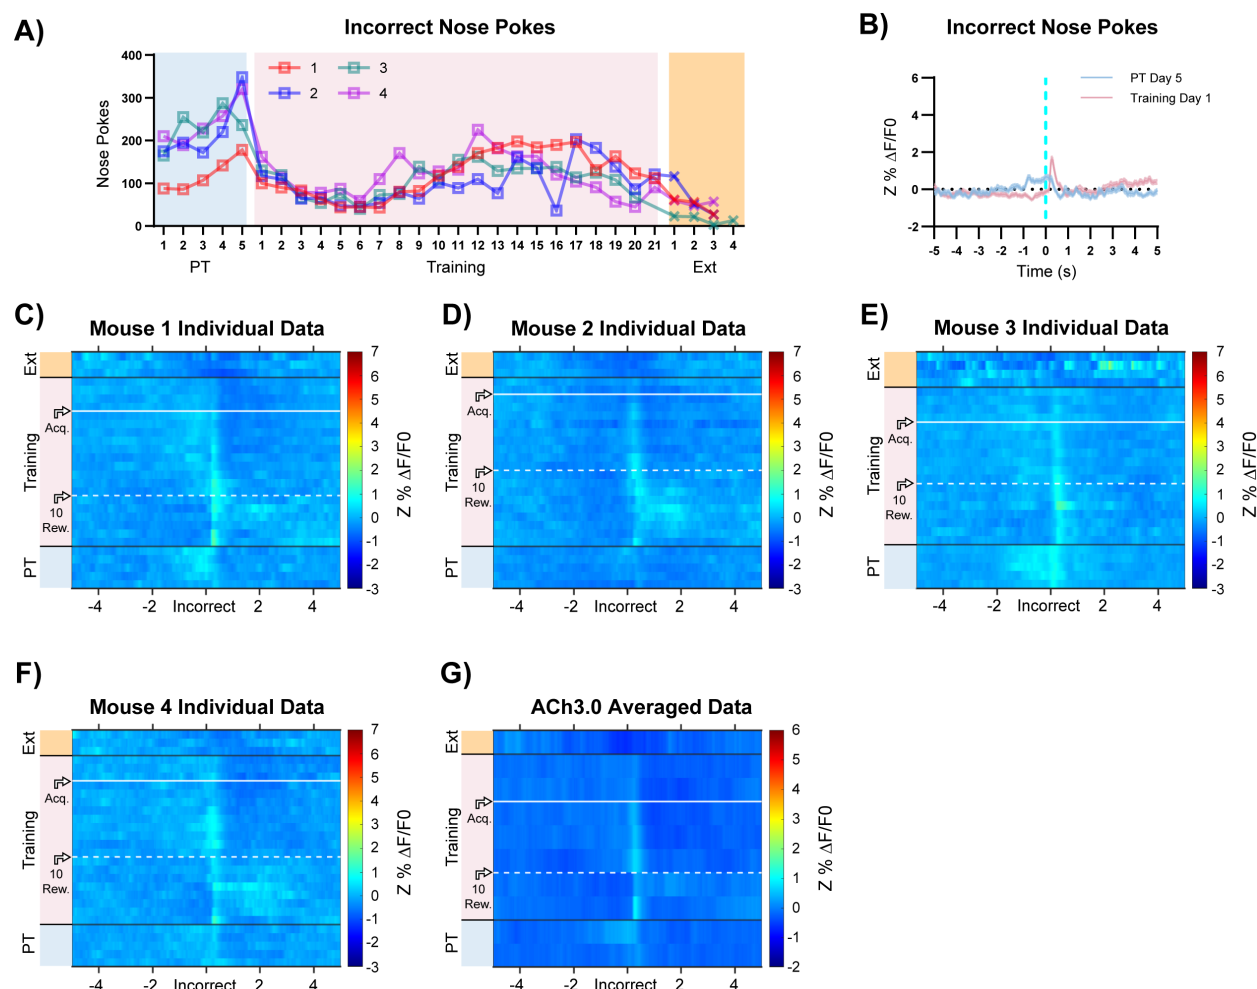 A)
Incorrect Nose Pokes
400
300
200
100
0
Nose Pokes
1
2
3
4
1 2 3 4 5 1 2 3 4 5 6 7 8 9 10 11 12 13 14 15 16 17 18 19 20 21 1 2 3 4
PT Training Ext
B)
Incorrect Nose Pokes
PT Day 5
Training Day 1
6
4
2
0
-2
Z % ΔF/F0
-5 -4 -3 -2 -1 0 1 2 3 4 5
Time (s)
C)
Mouse 1 Individual Data
Ext
Training
PT
Acq.
10
Rew.
-4 -2 Incorrect 2 4
7
6
5
4
3
2
1
0
-1
-2
-3
Z % ΔF/F0
D)
Mouse 2 Individual Data
Ext
Training
PT
Acq.
10
Rew.
-4 -2 Incorrect 2 4
7
6
5
4
3
2
1
0
-1
-2
-3
Z % ΔF/F0
E)
Mouse 3 Individual Data
Ext
Training
PT
Acq.
10
Rew.
-4 -2 Incorrect 2 4
7
6
5
4
3
2
1
0
-1
-2
-3
Z % ΔF/F0
F)
Mouse 4 Individual Data
Ext
Training
PT
Acq.
10
Rew.
-4 -2 Incorrect 2 4
7
6
5
4
3
2
1
0
-1
-2
-3
Z % ΔF/F0
G)
ACh3.0 Averaged Data
Ext
Training
PT
Acq.
10
Rew.
-4 -2 Incorrect 2 4
6
5
4
3
2
1
0
-1
-2
Z % ΔF/F0